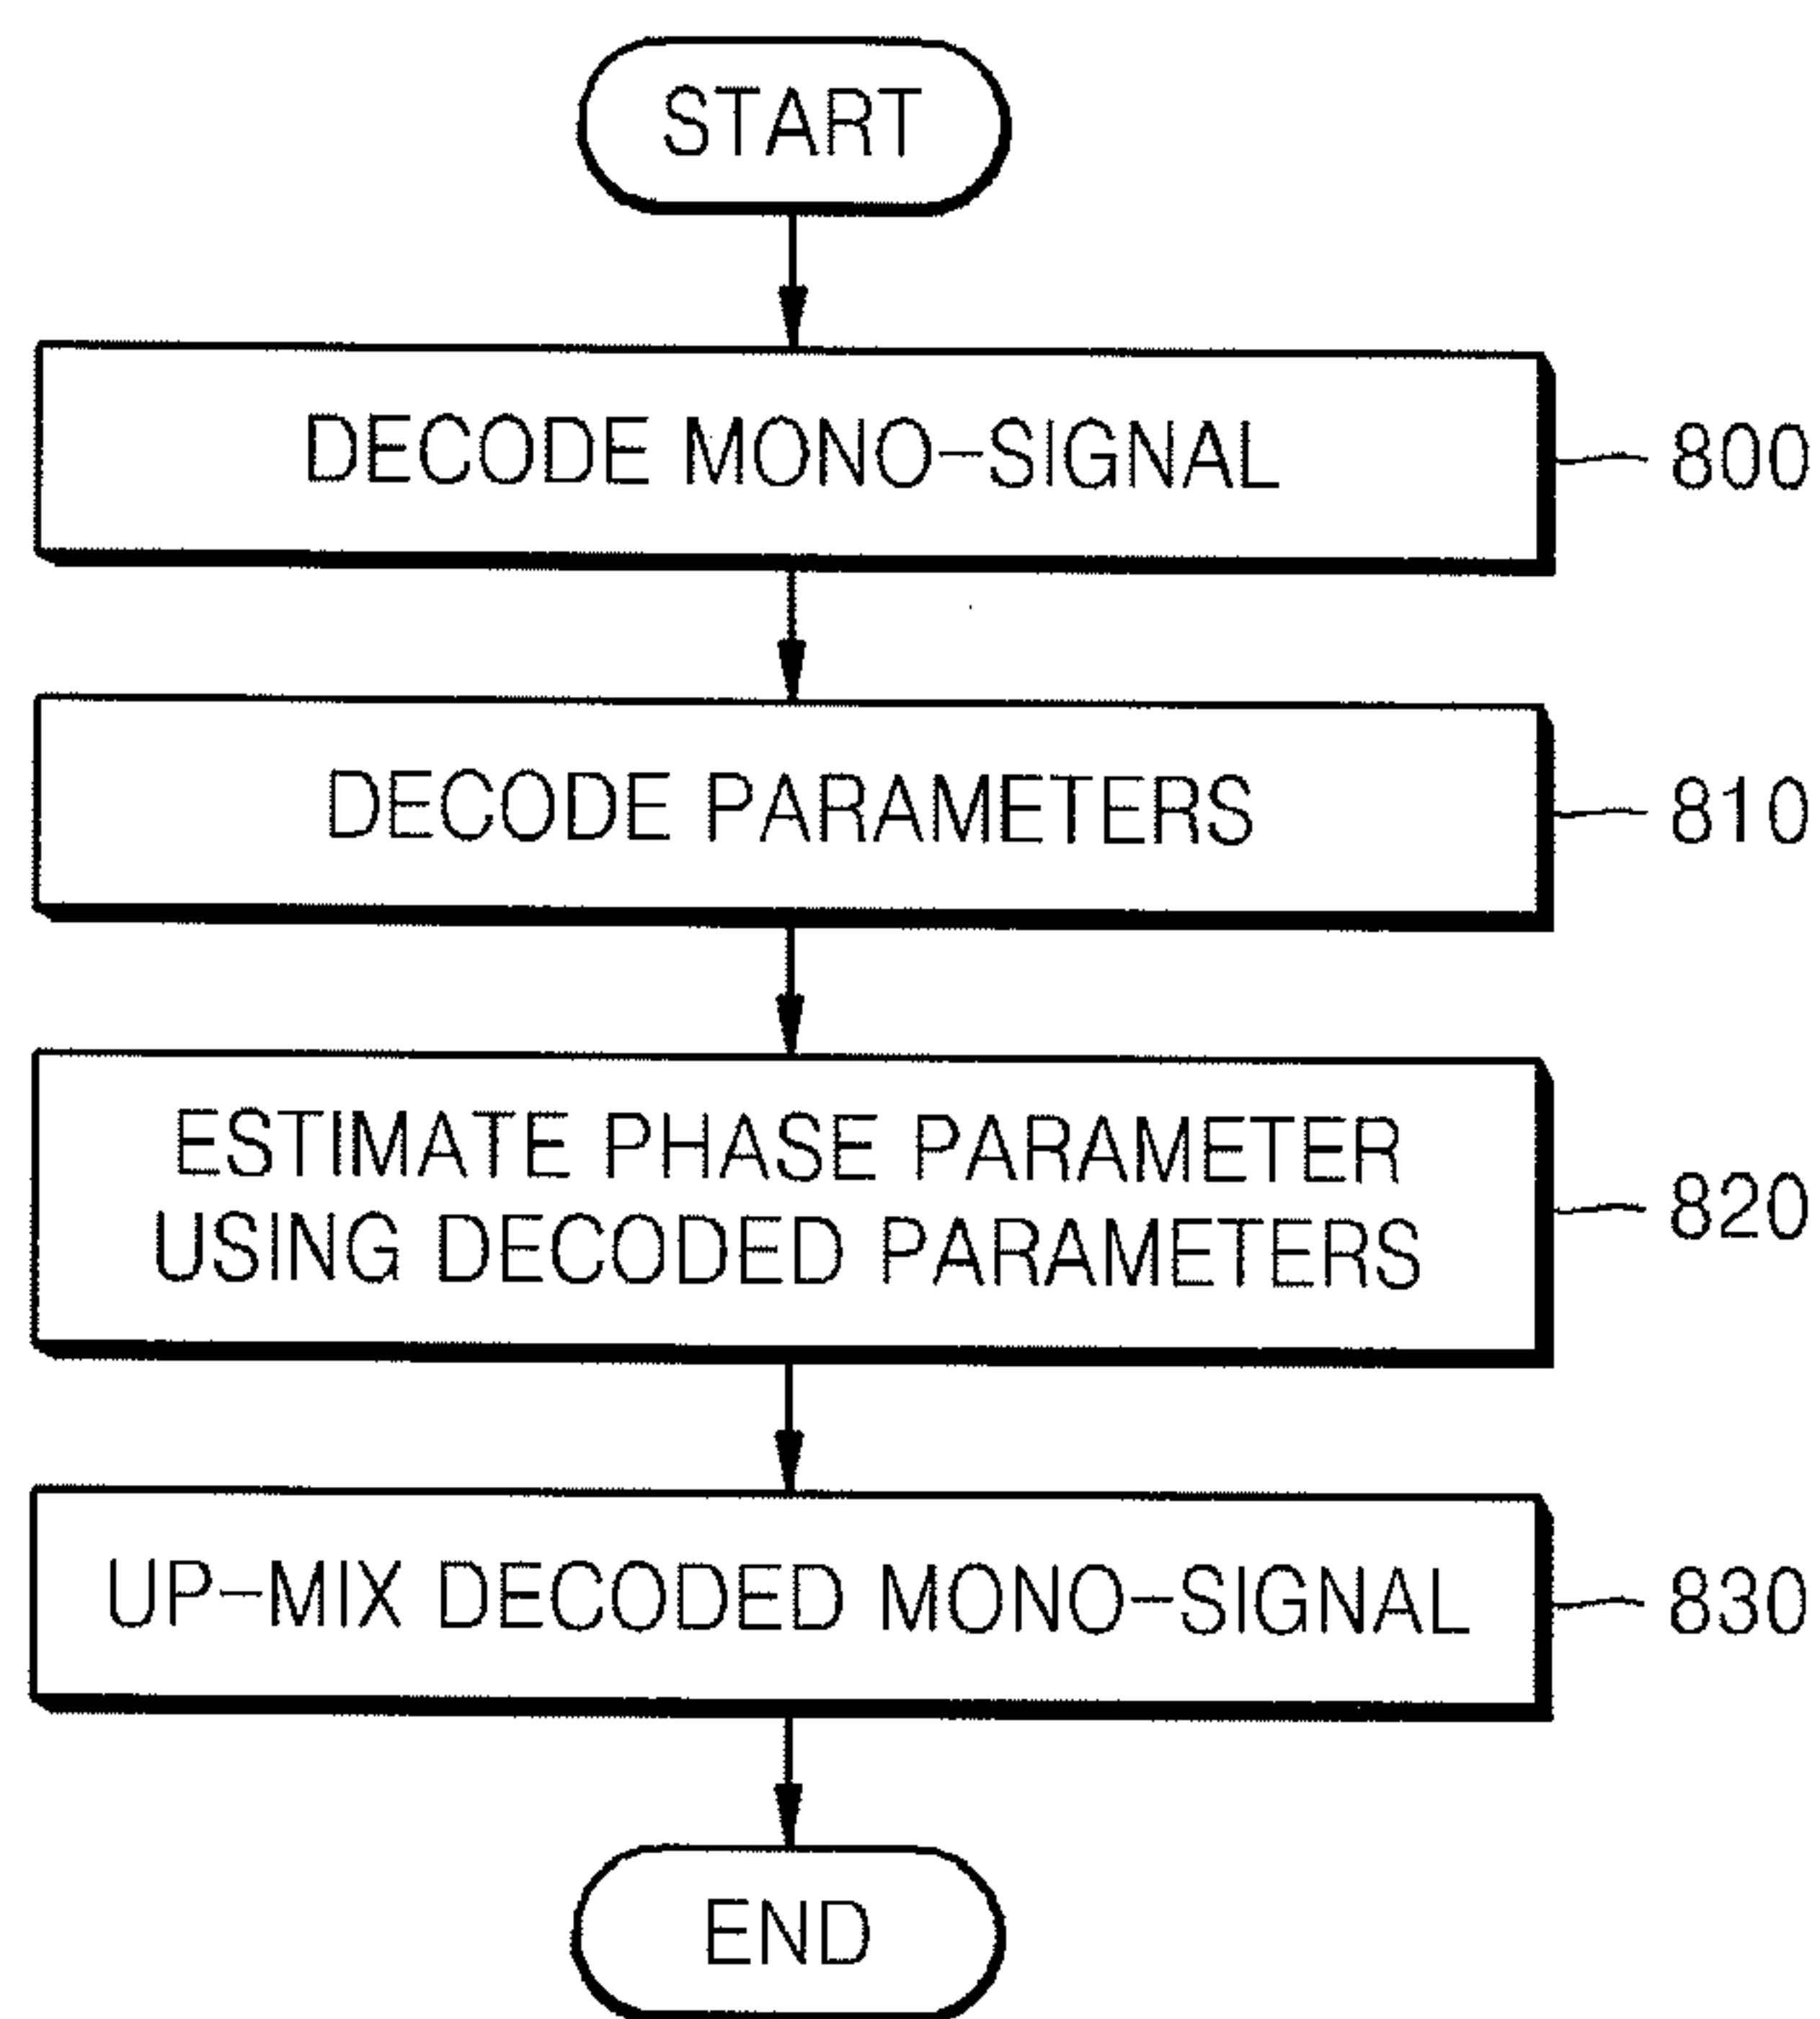 START
DECODE MONO-SIGNAL
800
DECODE PARAMETERS
810
ESTIMATE PHASE PARAMETER
USING DECODED PARAMETERS
820
UP-MIX DECODED MONO-SIGNAL
830
END